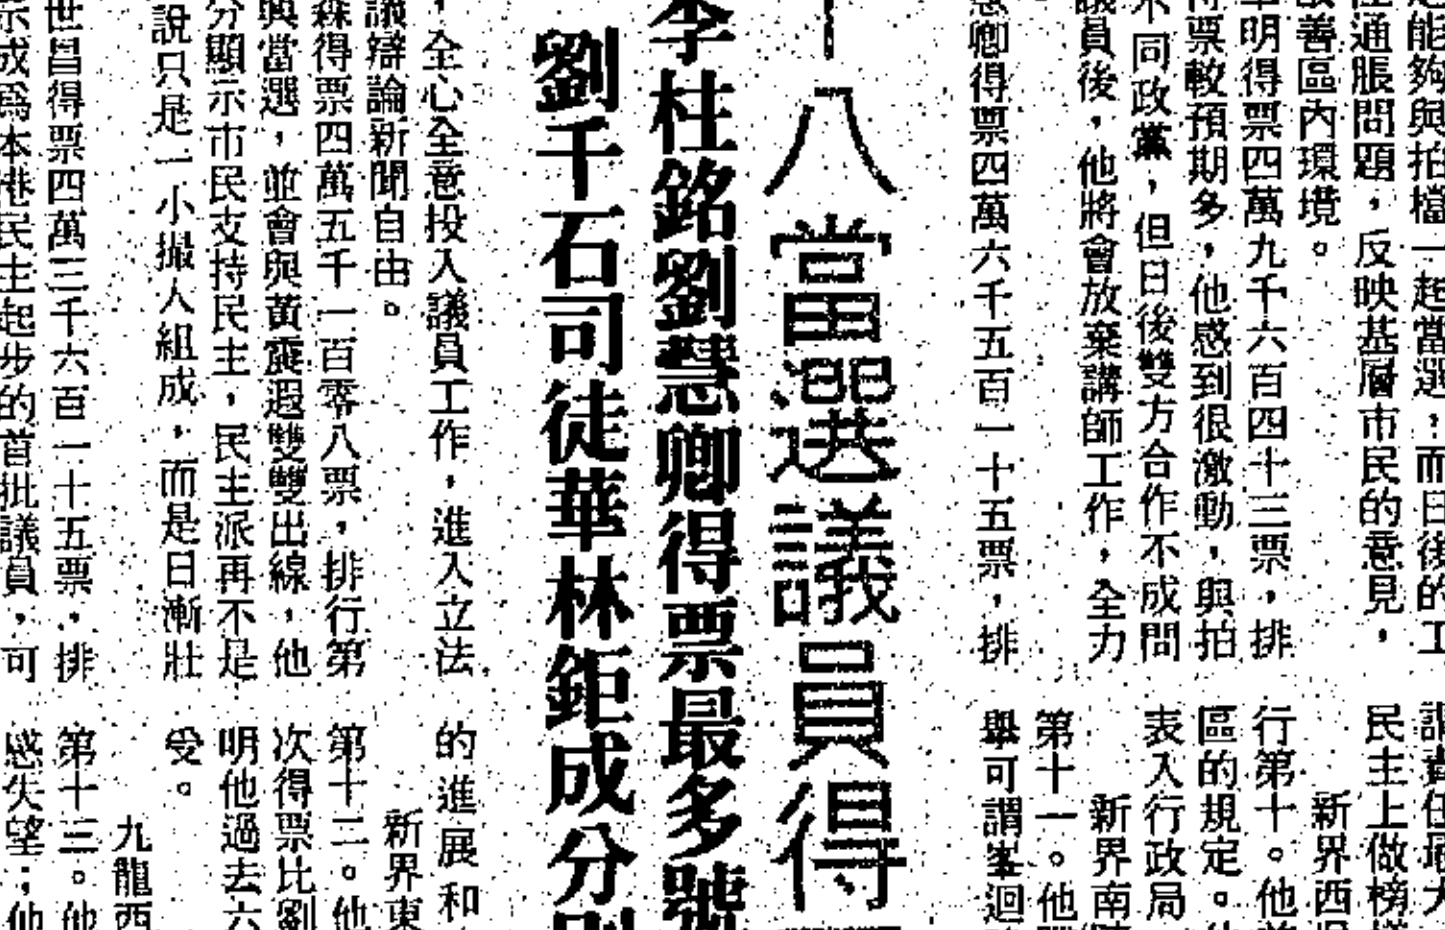 能夠與拍檔一起當選，而日後的工
通脹問題，反映基層市民的意見，
善區內環境。
明得票四萬九千六百四十三票，排
得票較預期多，他感到很激動，與拍
不同政黨，但日後雙方合作不成問
議員後，他將會放棄講師工作，全力
慧卿得票四萬六千五百一十五票，排
十八當選議員得
李柱銘劉慧卿得票最多號
劉千石司徒華林鉅成分別
，全心全意投入議員工作，進入立法
議辯論新聞自由。
森得票四萬五千一百零八票，排行第
與當選，並會與黃震遐雙雙出線，他
分顯示市民支持民主，民主派再不是
說只是一小撮人組成，而是日漸壯
世昌得票四萬三千六百一十五票，排
示成為本港民主起步的首批議員，可
民主上做榜樣
新界西
行第十。他
區的規定。
表入行政局
新界南
第十一。他
舉可謂峯迴
的進展和
新界東
第十二。他
次得票比劉
明他過去六
受。
九龍西
第十三。他
感失望；他